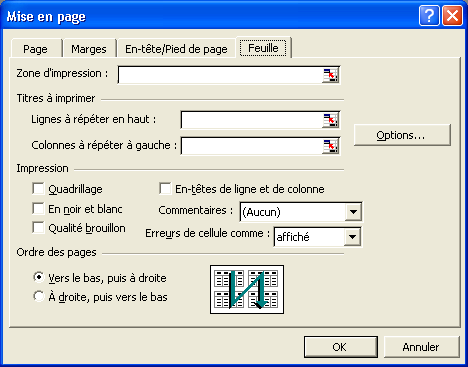 Mise en page
Page Marges En-tête/Pied de page Feuille
Zone d'impression :
Titres à imprimer
Lignes à répéter en haut :
Colonnes à répéter à gauche :
Options...
Impression
Quadrillage En-têtes de ligne et de colonne
En noir et blanc Commentaires : (Aucun)
Qualité brouillon Erreurs de cellule comme : affiché
Ordre des pages
Vers le bas, puis à droite
À droite, puis vers le bas
OK Annuler